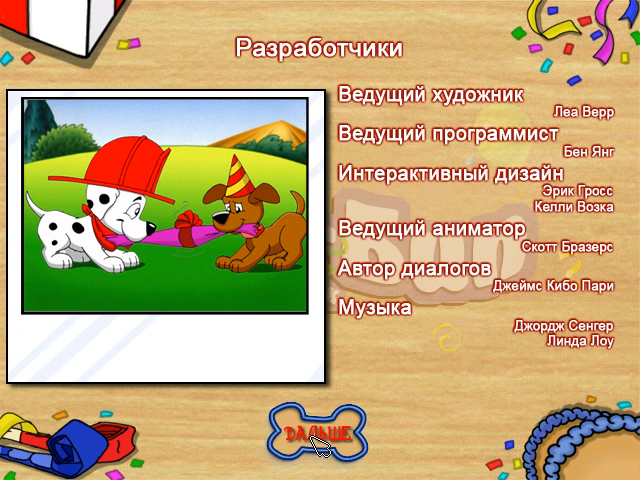 Разработчики
Ведущий художник
Леа Верр
Ведущий программист
Бен Янг
Интерактивный дизайн
Эрик Гросс
Келли Возка
Ведущий аниматор
Скотт Бразерс
Автор диалогов
Джеймс Кибо Пари
Музыка
Джордж Сенгер
Линда Лоу
ДАЛЬШЕ